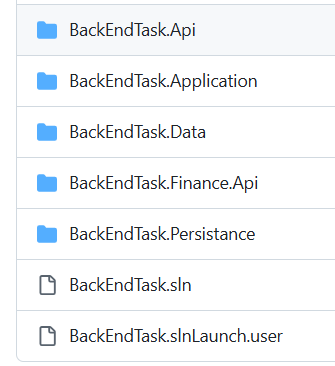 BackEndTask.Api
BackEndTask.Application
BackEndTask.Data
BackEndTask.Finance.Api
BackEndTask.Persistance
BackEndTask.sln
BackEndTask.slnLaunch.user